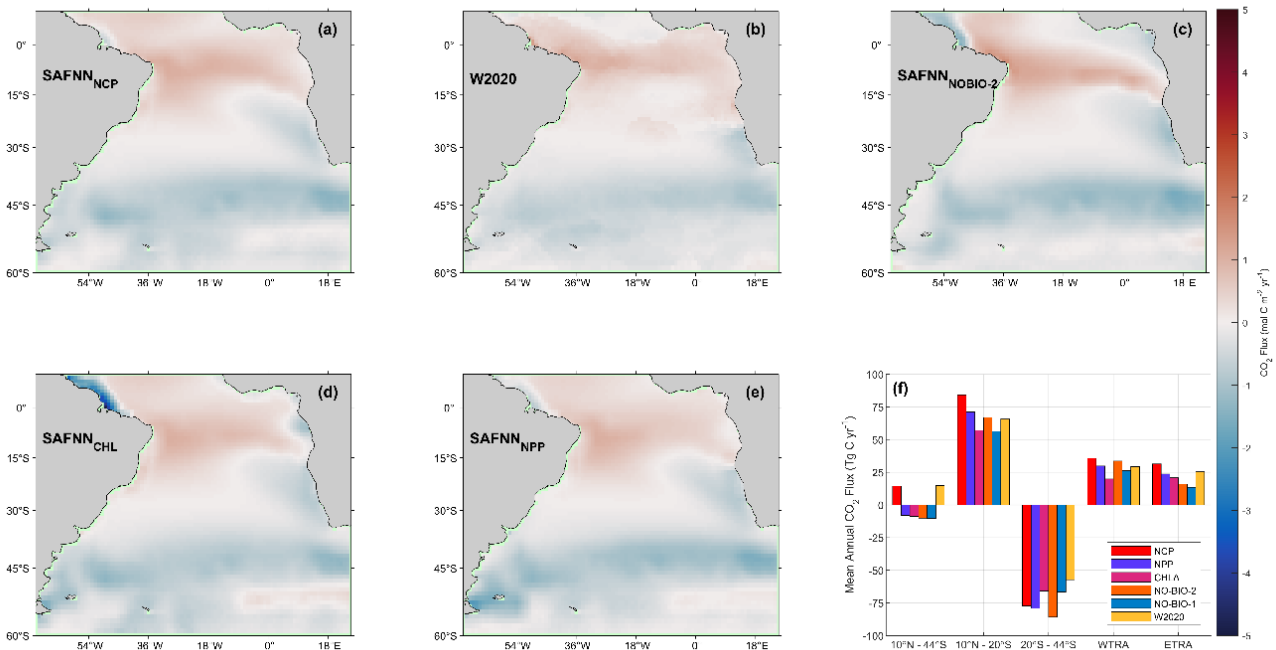 (a)
SAFNN_NCP
0°
15°S
30°S
45°S
60°S
54°W 36°W 18°W 0° 18°E
(b)
W2020
0°
15°S
30°S
45°S
60°S
54°W 36°W 18°W 0° 18°E
(c)
SAFNN_NOBIO-2
0°
15°S
30°S
45°S
60°S
54°W 36°W 18°W 0° 18°E
5
4
3
2
1
0
-1
-2
-3
-4
-5
CO₂ Flux (mol C m⁻² yr⁻¹)
(d)
SAFNN_CHL
0°
15°S
30°S
45°S
60°S
54°W 36°W 18°W 0° 18°E
(e)
SAFNN_NPP
0°
15°S
30°S
45°S
60°S
54°W 36°W 18°W 0° 18°E
(f)
Mean Annual CO₂ Flux (Tg C yr⁻¹)
100
75
50
25
0
-25
-50
-75
-100
10°N - 44°S 10°N - 20°S 20°S - 44°S WTRA ETRA
NCP
NPP
CHLA
NO-BIO-2
NO-BIO-1
W2020